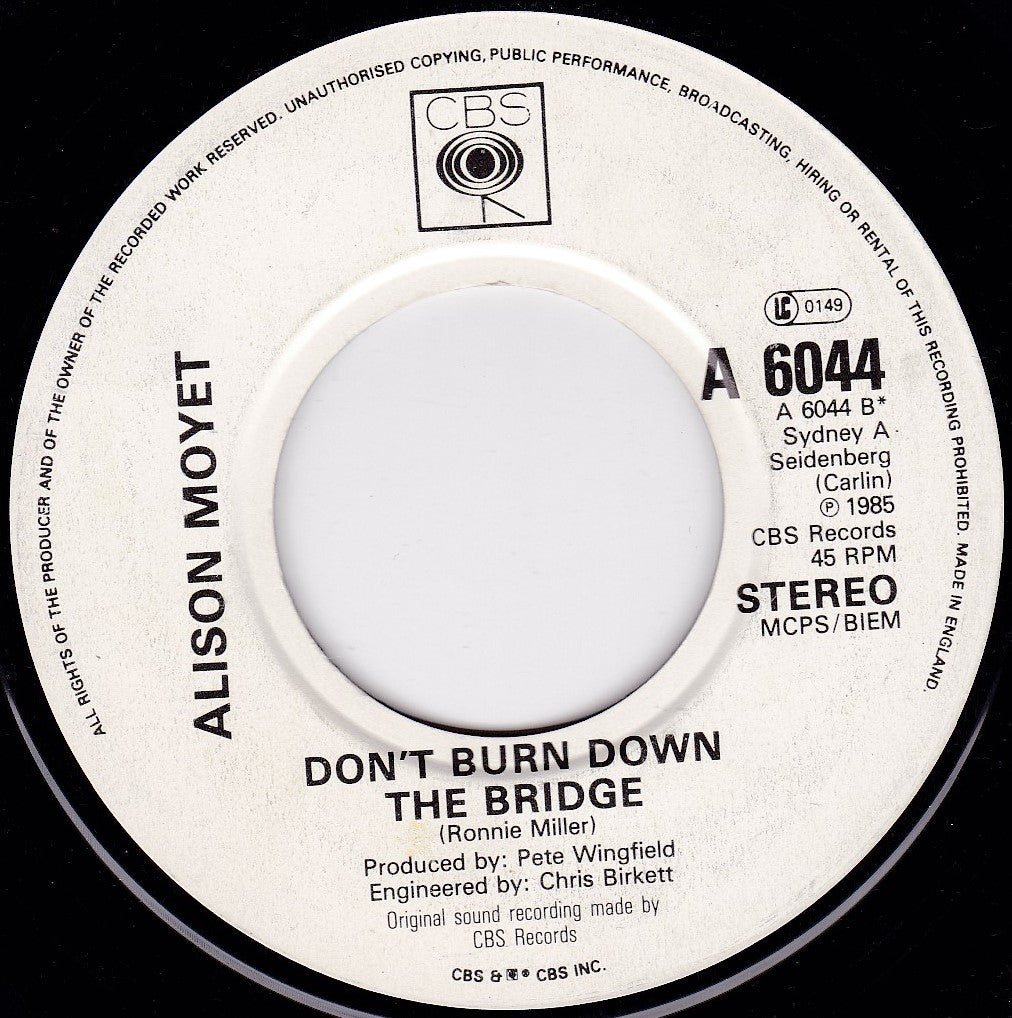 ALL RIGHTS OF THE PRODUCER AND OF THE OWNER OF THE RECORDED WORK RESERVED. UNAUTHORISED COPYING, PUBLIC PERFORMANCE, BROADCASTING, HIRING OR RENTAL OF THIS RECORDING PROHIBITED. MADE IN ENGLAND.
CBS
LC 0149
A 6044
A 6044 B*
Sydney A.
Seidenberg
(Carlin)
℗ 1985
CBS Records
45 RPM
STEREO
MCPS/BIEM
ALISON MOYET
DON'T BURN DOWN
THE BRIDGE
(Ronnie Miller)
Produced by: Pete Wingfield
Engineered by: Chris Birkett
Original sound recording made by
CBS Records
CBS & ® CBS INC.